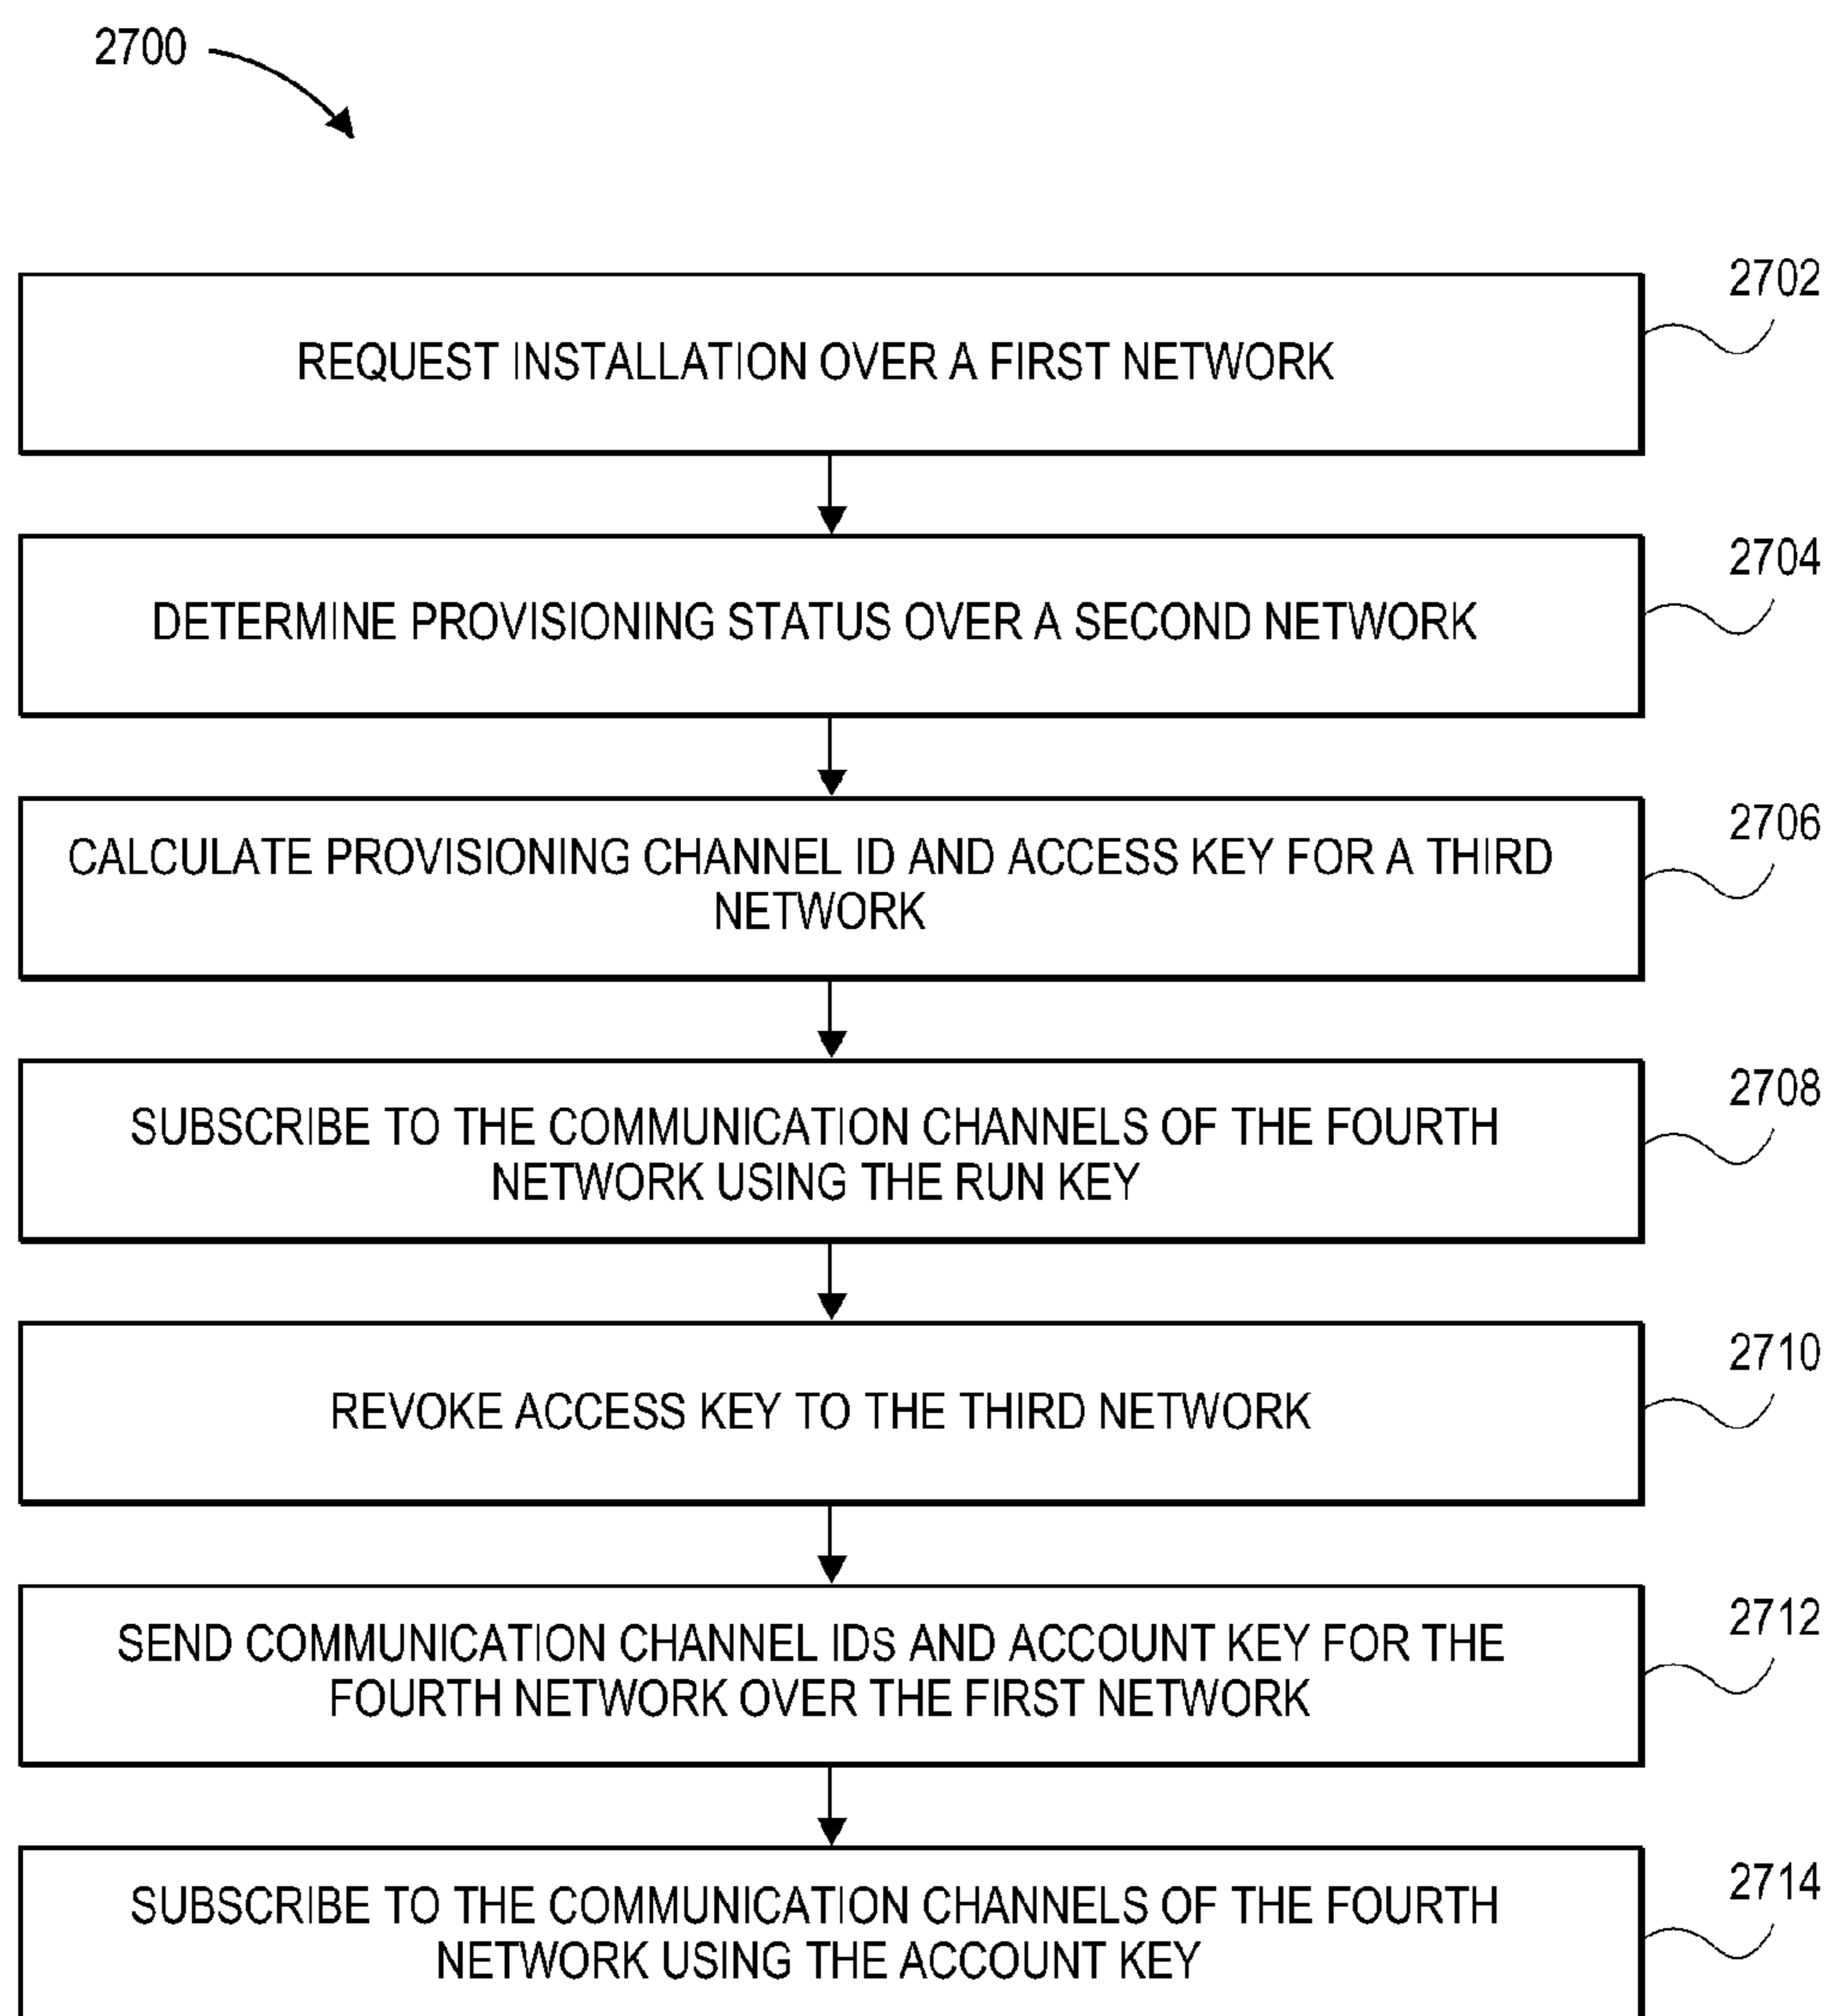 2700
2702
REQUEST INSTALLATION OVER A FIRST NETWORK
2704
DETERMINE PROVISIONING STATUS OVER A SECOND NETWORK
2706
CALCULATE PROVISIONING CHANNEL ID AND ACCESS KEY FOR A THIRD
NETWORK
2708
SUBSCRIBE TO THE COMMUNICATION CHANNELS OF THE FOURTH
NETWORK USING THE RUN KEY
2710
REVOKE ACCESS KEY TO THE THIRD NETWORK
2712
SEND COMMUNICATION CHANNEL IDs AND ACCOUNT KEY FOR THE
FOURTH NETWORK OVER THE FIRST NETWORK
2714
SUBSCRIBE TO THE COMMUNICATION CHANNELS OF THE FOURTH
NETWORK USING THE ACCOUNT KEY